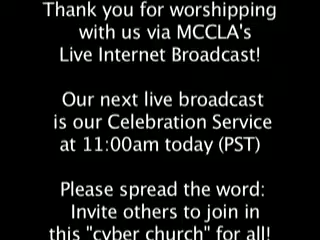 Thank you for worshipping
with us via MCCLA's
Live Internet Broadcast!
Our next live broadcast
is our Celebration Service
at 11:00am today (PST)
Please spread the word:
Invite others to join in
this "cyber church" for all!